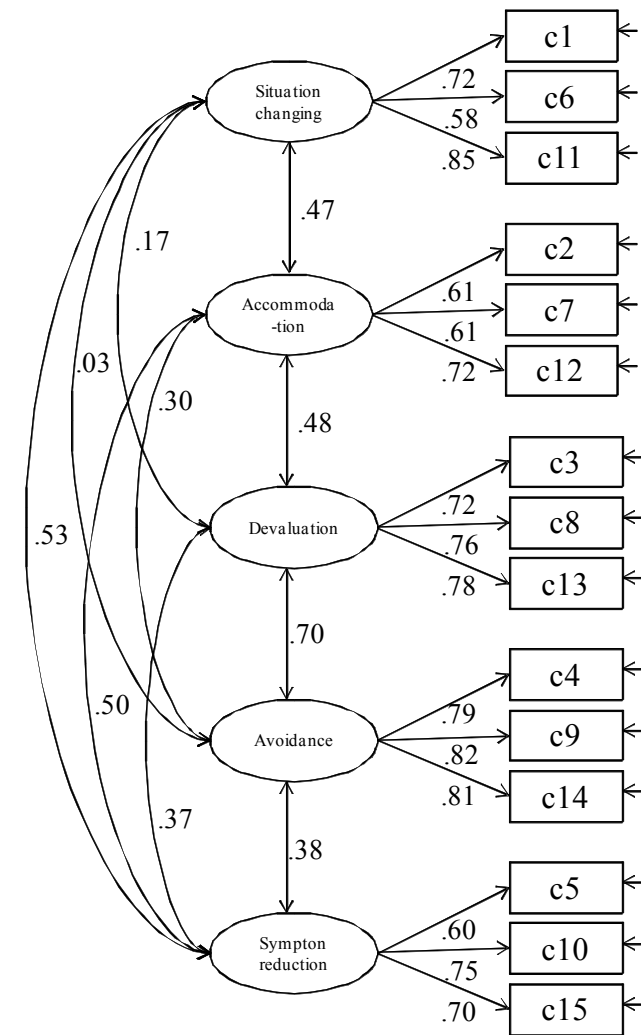 c1
Situation
changing
.72
c6
.58
.85
c11
.47
.17
c2
Accommoda
-tion
.61
c7
.61
.72
c12
.03
.30
.48
c3
.72
Devaluation
c8
.76
.78
c13
.53
.70
c4
.79
.50
Avoidance
c9
.82
.81
c14
.37
.38
c5
.60
Sympton
reduction
c10
.75
.70
c15